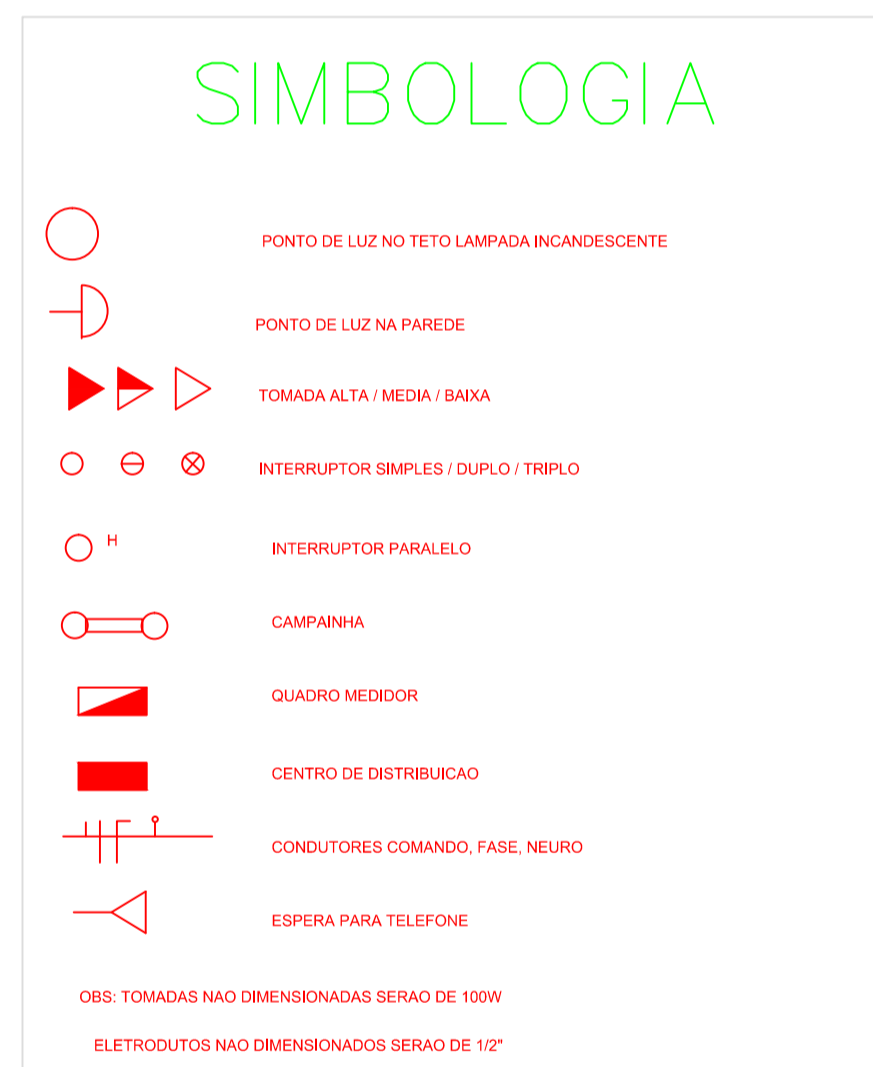 SIMBOLOGIA
PONTO DE LUZ NO TETO LAMPADA INCANDESCENTE
PONTO DE LUZ NA PAREDE
TOMADA ALTA / MEDIA / BAIXA
INTERRUPTOR SIMPLES / DUPLO / TRIPLO
H
INTERRUPTOR PARALELO
CAMPAINHA
QUADRO MEDIDOR
CENTRO DE DISTRIBUICAO
CONDUTORES COMANDO, FASE, NEURO
ESPERA PARA TELEFONE
OBS: TOMADAS NAO DIMENSIONADAS SERAO DE 100W
ELETRODUTOS NAO DIMENSIONADOS SERAO DE 1/2"